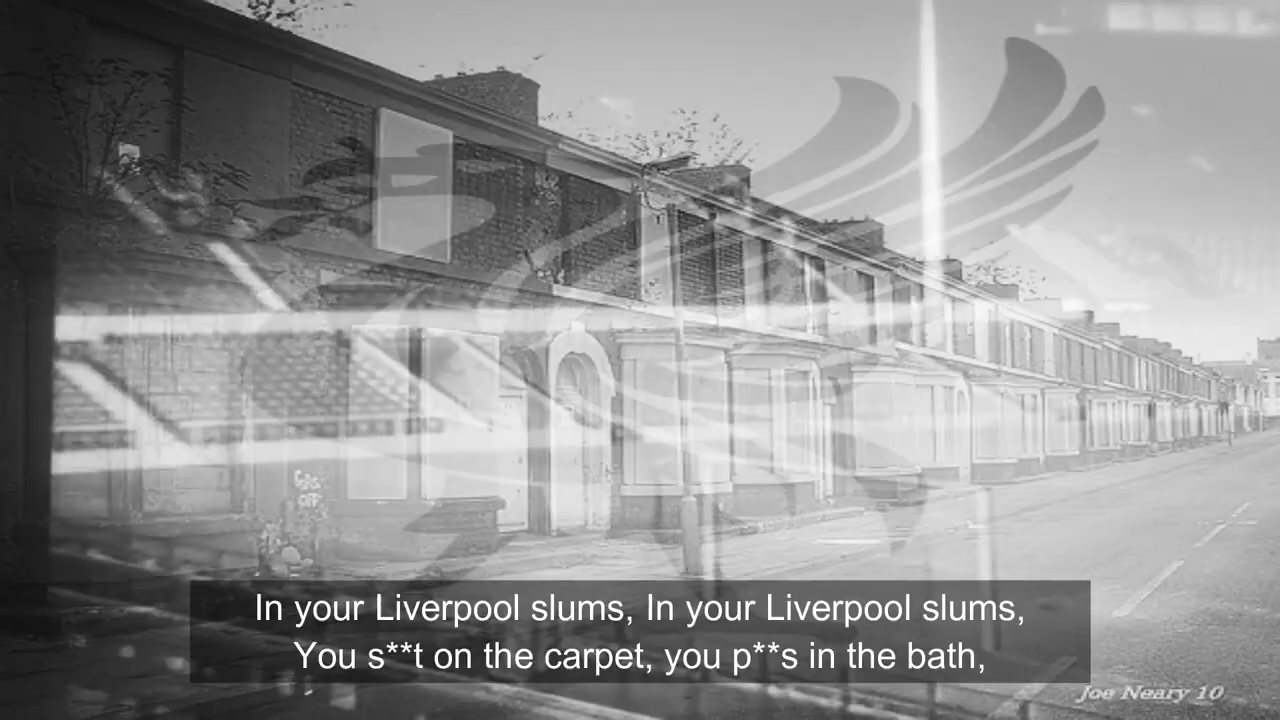 In your Liverpool slums, In your Liverpool slums,
You s**t on the carpet, you p**s in the bath,
Joe Neary 10